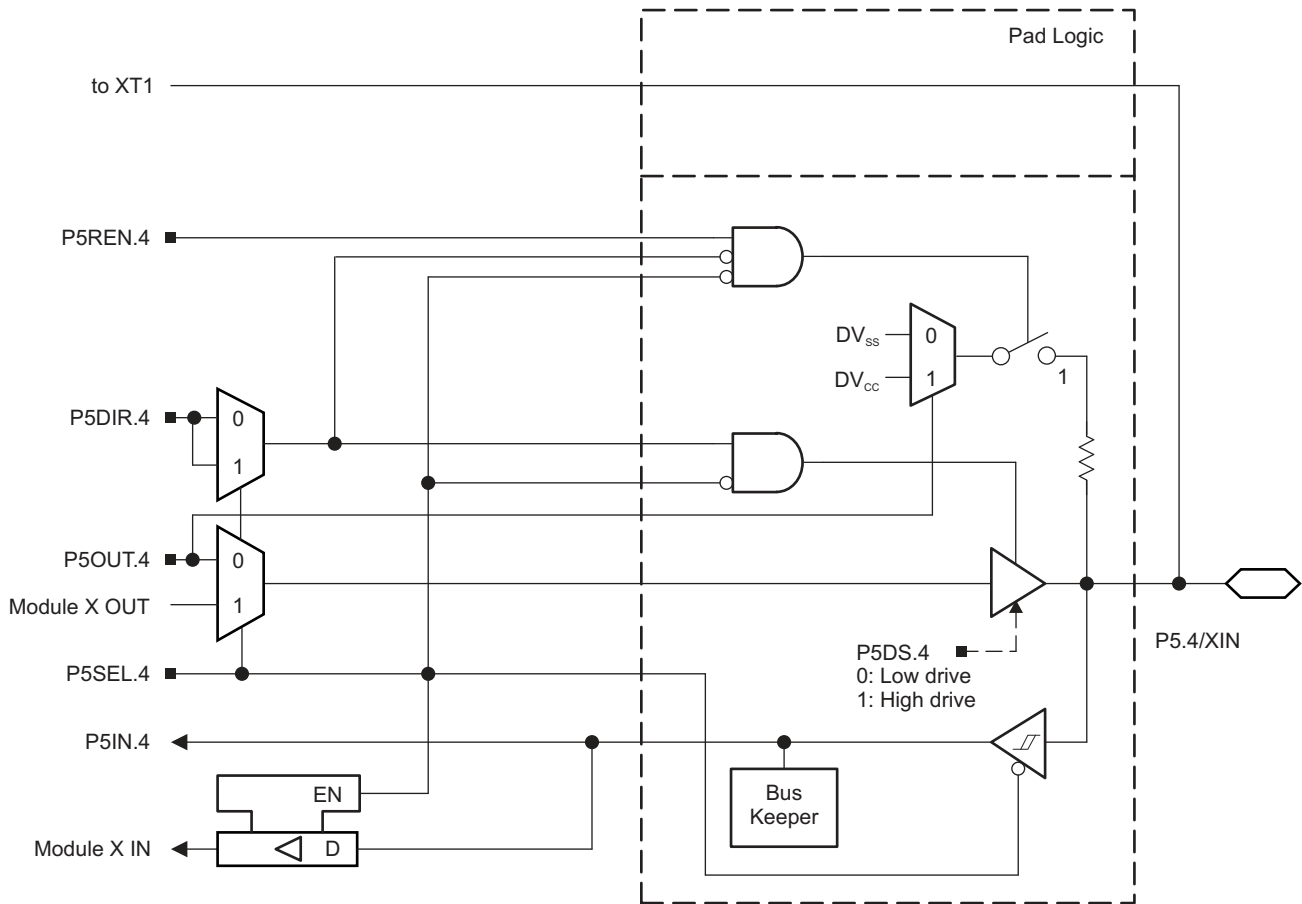 Pad Logic
to XT1
P5REN.4
DVSS
0
DVCC
1
1
P5DIR.4
0
1
P5OUT.4
0
Module X OUT
1
P5SEL.4
P5DS.4
0: Low drive
1: High drive
P5.4/XIN
P5IN.4
Bus
Keeper
EN
Module X IN
D